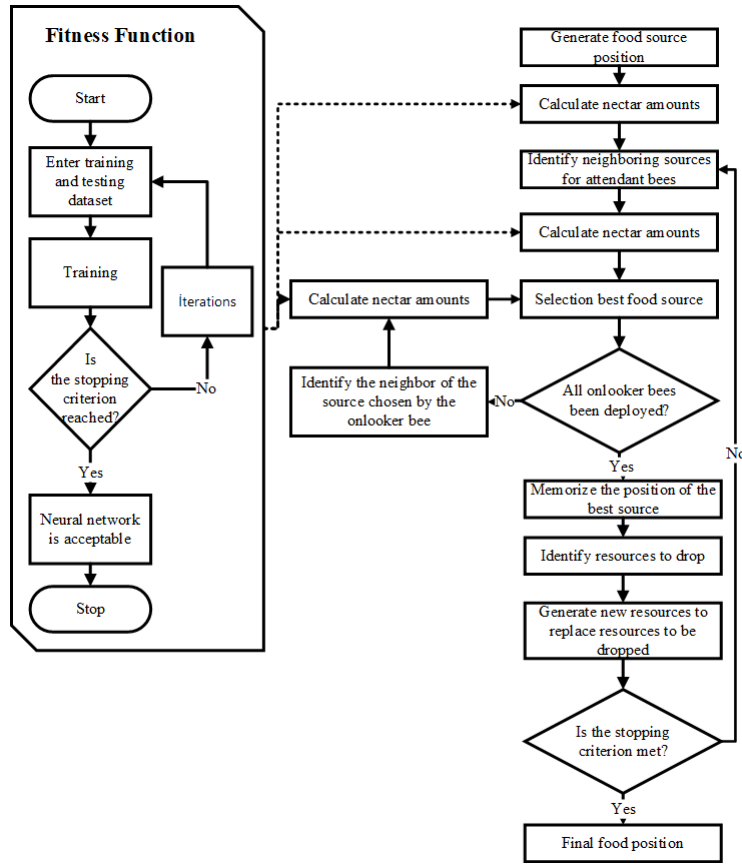 Fitness Function
Start
Enter training
and testing
dataset
Training
İterations
Is
the stopping
criterion
reached?
No
Yes
Neural network
is acceptable
Stop
Generate food source
position
Calculate nectar amounts
Identify neighboring sources
for attendant bees
Calculate nectar amounts
Calculate nectar amounts
Selection best food source
Identify the neighbor of the
source chosen by the
onlooker bee
No
All onlooker bees
been deployed?
Yes
Memorize the position of the
best source
Identify resources to drop
Generate new resources to
replace resources to be
dropped
Is the stopping
criterion met?
No
Yes
Final food position